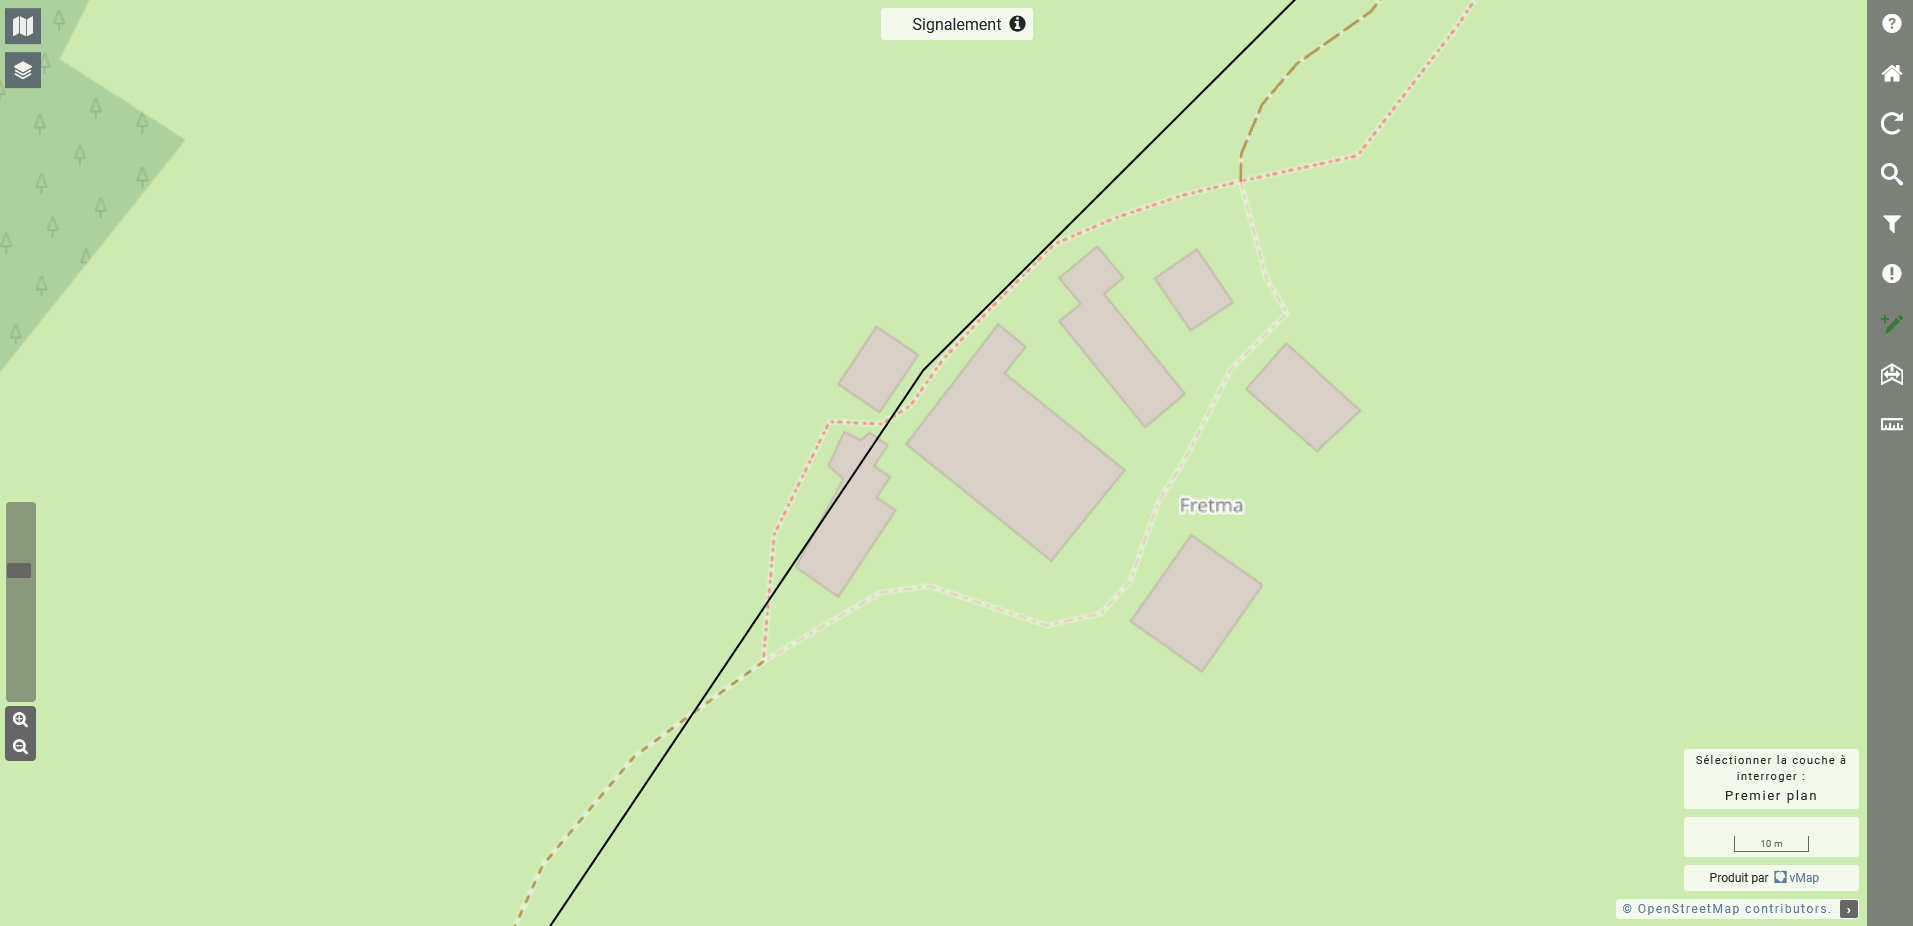 Signalement
Fretma
Sélectionner la couche à
interroger :
Premier plan
10 m
Produit par vMap
© OpenStreetMap contributors. ›